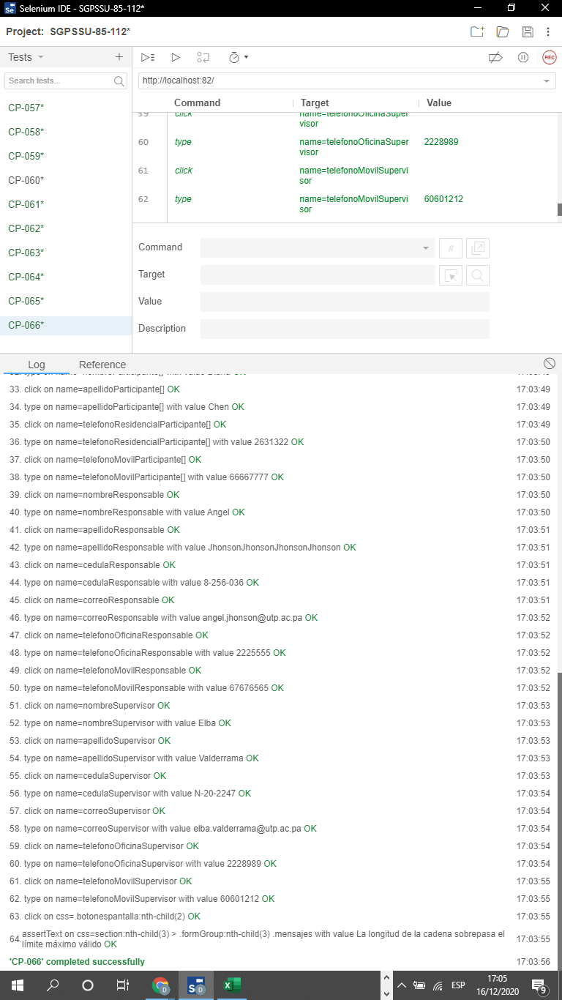 Selenium IDE - SGPSSU-85-112*
Project: SGPSSU-85-112*
Tests
Search tests...
CP-057*
CP-058*
CP-059*
CP-060*
CP-061*
CP-062*
CP-063*
CP-064*
CP-065*
CP-066*
REC
http://localhost:82/
Command Target Value
59 click name=telefonoOficinaSuper
visor
60 type name=telefonoOficinaSuper 2228989
visor
61 click name=telefonoMovilSupervi
sor
62 type name=telefonoMovilSupervi 60601212
sor
Command
//
Target
Value
Description
Log Reference
33. click on name=apellidoParticipante[] OK 17:03:49
34. type on name=apellidoParticipante[] with value Chen OK 17:03:49
35. click on name=telefonoResidencialParticipante[] OK 17:03:49
36. type on name=telefonoResidencialParticipante[] with value 2631322 OK 17:03:50
37. click on name=telefonoMovilParticipante[] OK 17:03:50
38. type on name=telefonoMovilParticipante[] with value 66667777 OK 17:03:50
39. click on name=nombreResponsable OK 17:03:50
40. type on name=nombreResponsable with value Angel OK 17:03:50
41. click on name=apellidoResponsable OK 17:03:51
42. type on name=apellidoResponsable with value JhonsonJhonsonJhonsonJhonson OK 17:03:51
43. click on name=cedulaResponsable OK 17:03:51
44. type on name=cedulaResponsable with value 8-256-036 OK 17:03:51
45. click on name=correoResponsable OK 17:03:51
46. type on name=correoResponsable with value angel.jhonson@utp.ac.pa OK 17:03:52
47. click on name=telefonoOficinaResponsable OK 17:03:52
48. type on name=telefonoOficinaResponsable with value 2225555 OK 17:03:52
49. click on name=telefonoMovilResponsable OK 17:03:52
50. type on name=telefonoMovilResponsable with value 67676565 OK 17:03:52
51. click on name=nombreSupervisor OK 17:03:53
52. type on name=nombreSupervisor with value Elba OK 17:03:53
53. click on name=apellidoSupervisor OK 17:03:53
54. type on name=apellidoSupervisor with value Valderrama OK 17:03:53
55. click on name=cedulaSupervisor OK 17:03:53
56. type on name=cedulaSupervisor with value N-20-2247 OK 17:03:54
57. click on name=correoSupervisor OK 17:03:54
58. type on name=correoSupervisor with value elba.valderrama@utp.ac.pa OK 17:03:54
59. click on name=telefonoOficinaSupervisor OK 17:03:54
60. type on name=telefonoOficinaSupervisor with value 2228989 OK 17:03:54
61. click on name=telefonoMovilSupervisor OK 17:03:55
62. type on name=telefonoMovilSupervisor with value 60601212 OK 17:03:55
63. click on css=.botonespantalla:nth-child(2) OK 17:03:55
64. assertText on css=section:nth-child(3) > .formGroup:nth-child(3) .mensajes with value La longitud de la cadena sobrepasa el 17:03:55
límite máximo válido OK
'CP-066' completed successfully 17:03:56
ESP
17:05
16/12/2020
9